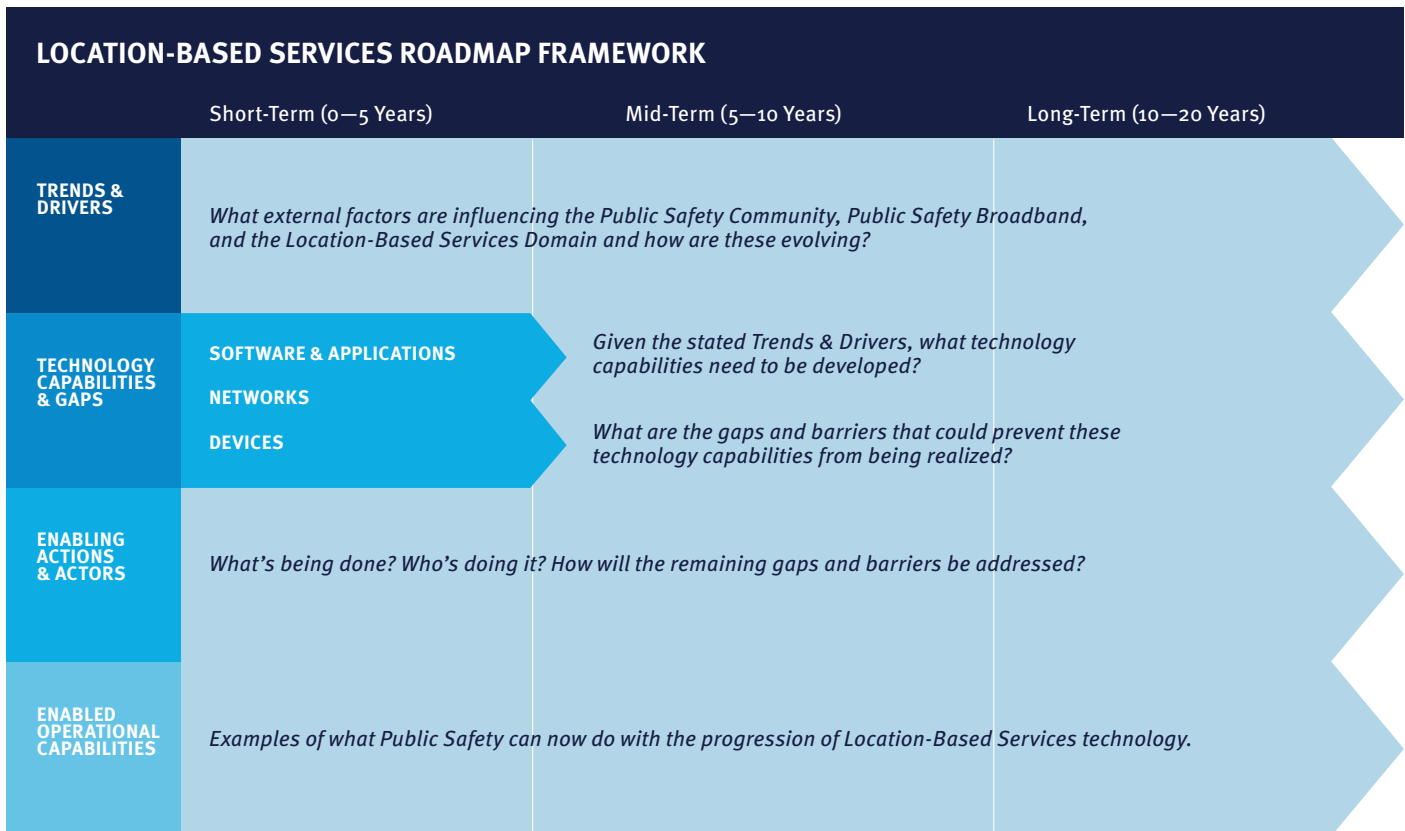 LOCATION-BASED SERVICES ROADMAP FRAMEWORK
Short-Term (0—5 Years)
Mid-Term (5—10 Years)
Long-Term (10—20 Years)
TRENDS &
DRIVERS
What external factors are influencing the Public Safety Community, Public Safety Broadband,
and the Location-Based Services Domain and how are these evolving?
TECHNOLOGY
CAPABILITIES
& GAPS
SOFTWARE & APPLICATIONS
NETWORKS
DEVICES
Given the stated Trends & Drivers, what technology
capabilities need to be developed?
What are the gaps and barriers that could prevent these
technology capabilities from being realized?
ENABLING
ACTIONS
& ACTORS
What’s being done? Who’s doing it? How will the remaining gaps and barriers be addressed?
ENABLED
OPERATIONAL
CAPABILITIES
Examples of what Public Safety can now do with the progression of Location-Based Services technology.